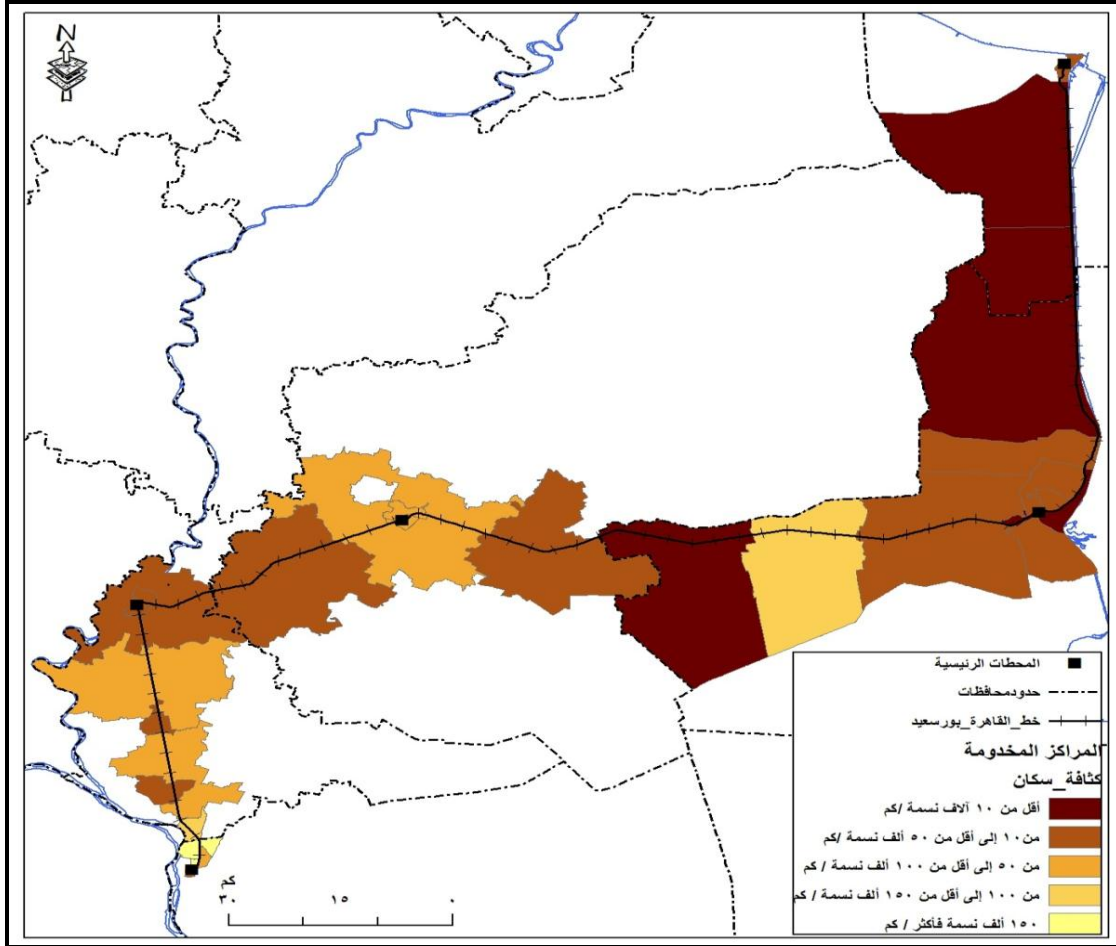 N
المحطات الرئيسية
حدودمحافظات
خط_القاهرة_بورسعيد
المراكز المخدومة
كثافة_سكان
أقل من ١٠ آلاف نسمة /كم
من١٠ إلى أقل من ٥٠ ألف نسمة /كم
من ٥٠ إلى أقل من ١٠٠ ألف نسمة / كم
من ١٠٠ إلى أقل من ١٥٠ ألف نسمة / كم
١٥٠ ألف نسمة فأكثر / كم
كم
٣٠ ١٥ ٠